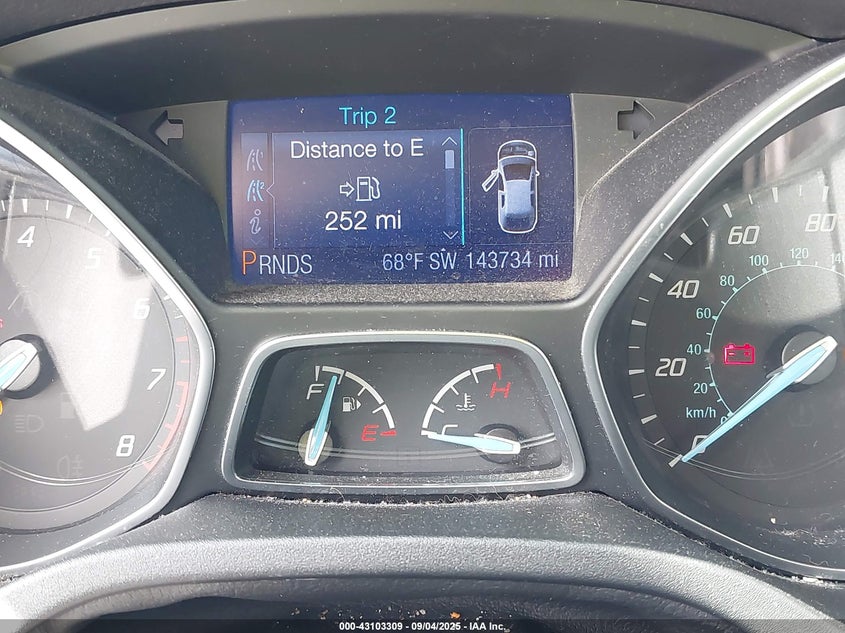 Trip 2
Distance to E
252 mi
PRNDS
68°F SW 143734 mi
4
5
6
7
8
F
E
C
H
0
20
40
60
80
20
40
60
80
100
120
km/h
000-43103309 - 09/04/2025 - IAA Inc.